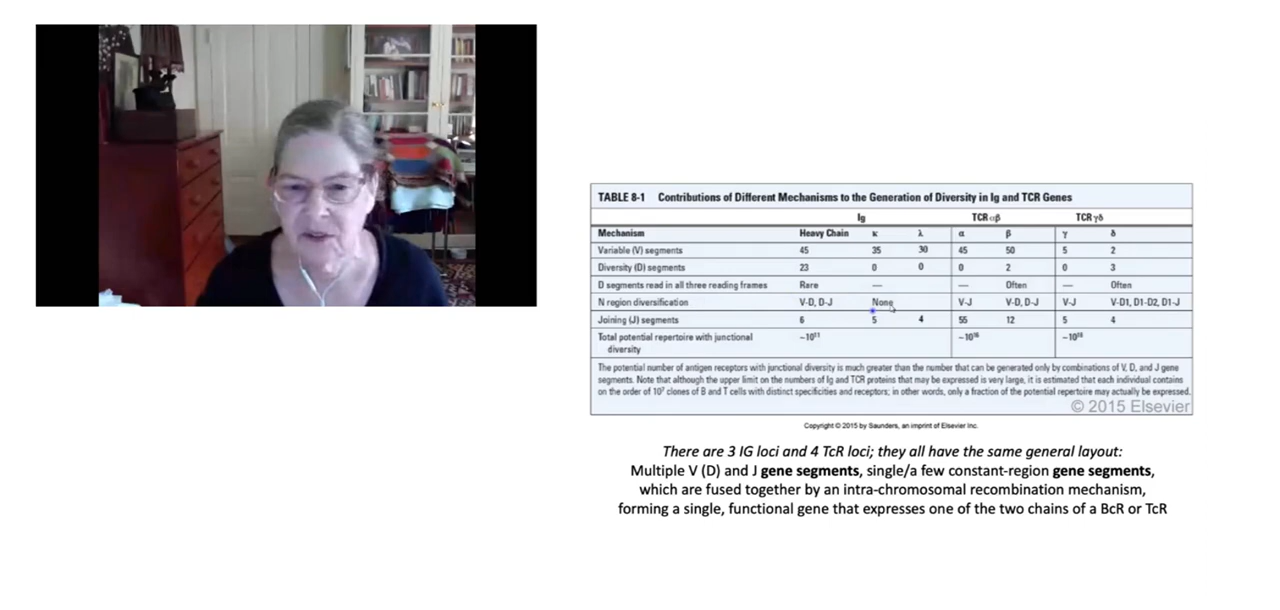 TABLE 8-1 Contributions of Different Mechanisms to the Generation of Diversity in Ig and TCR Genes
Ig TCR αβ TCR γδ
Mechanism Heavy Chain κ λ α β γ δ
Variable (V) segments 45 35 30 45 50 5 2
Diversity (D) segments 23 0 0 0 2 0 3
D segments read in all three reading frames Rare — — Often — Often
N region diversification V-D, D-J None V-J V-D, D-J V-J V-D1, D1-D2, D1-J
Joining (J) segments 6 5 4 55 12 5 4
Total potential repertoire with junctional ~10¹¹ ~10¹⁶ ~10¹⁸
diversity
The potential number of antigen receptors with junctional diversity is much greater than the number that can be generated only by combinations of V, D, and J gene
segments. Note that although the upper limit on the numbers of Ig and TCR proteins that may be expressed is very large, it is estimated that each individual contains
on the order of 10⁷ clones of B and T cells with distinct specificities and receptors; in other words, only a fraction of the potential repertoire may actually be expressed.
© 2015 Elsevier
Copyright © 2015 by Saunders, an imprint of Elsevier Inc.
There are 3 IG loci and 4 TcR loci; they all have the same general layout:
Multiple V (D) and J gene segments, single/a few constant-region gene segments,
which are fused together by an intra-chromosomal recombination mechanism,
forming a single, functional gene that expresses one of the two chains of a BcR or TcR